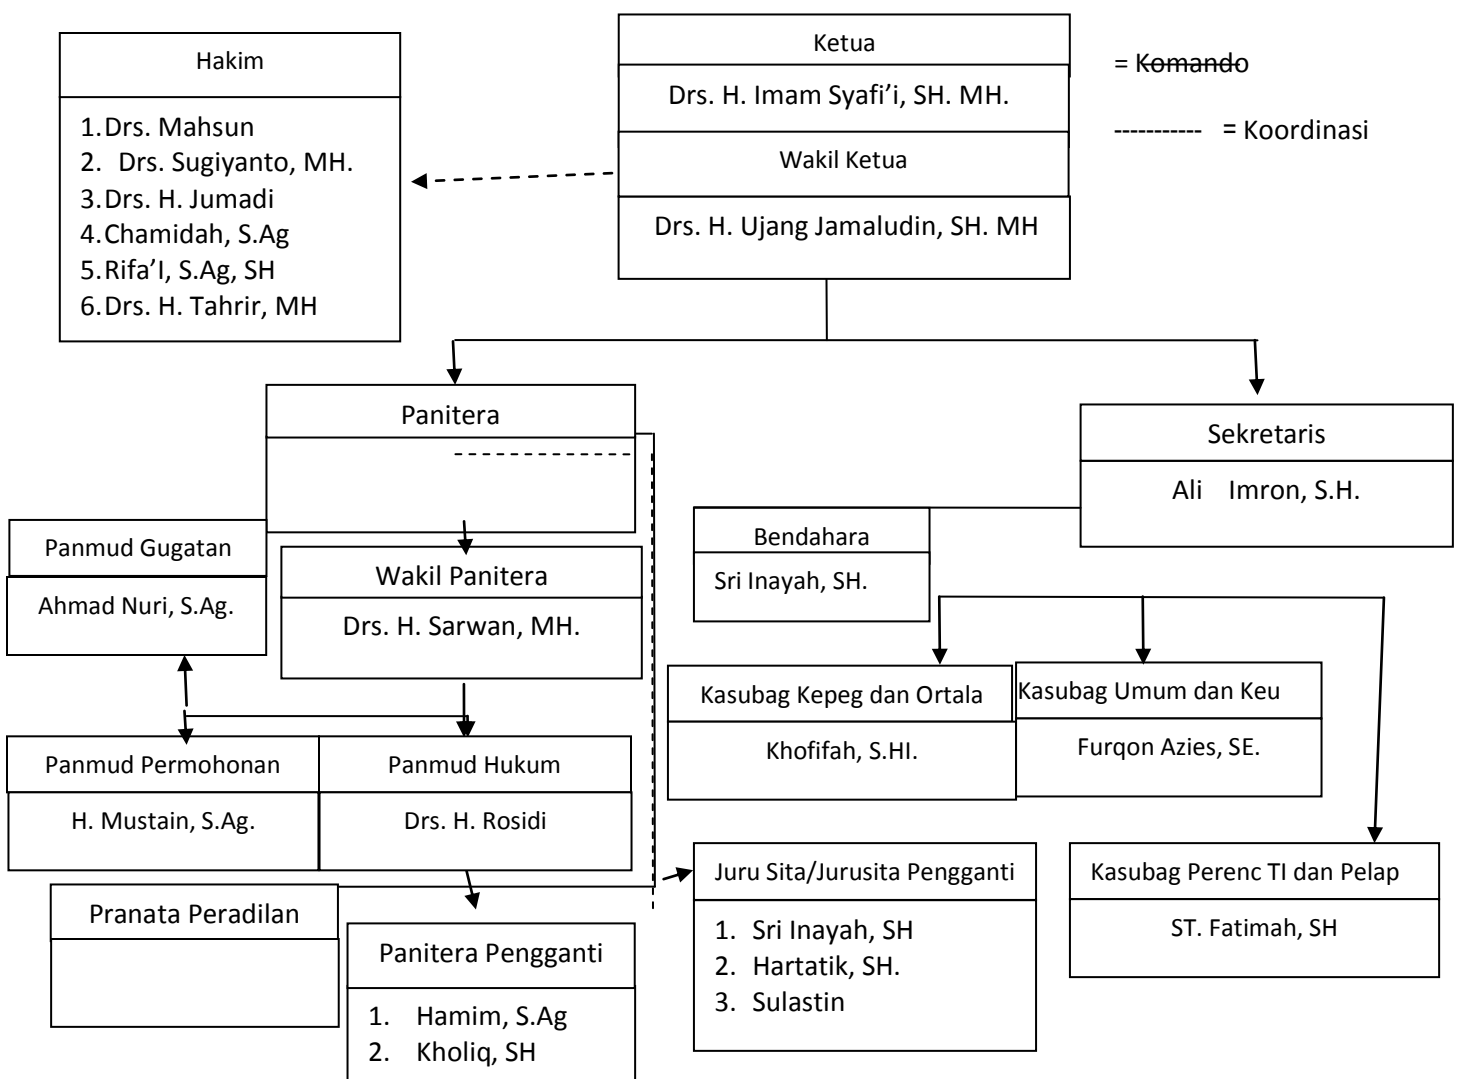 Ketua
Drs. H. Imam Syafi’i, SH. MH.
Wakil Ketua
Drs. H. Ujang Jamaludin, SH. MH
Hakim
1. Drs. Mahsun
2. Drs. Sugiyanto, MH.
3. Drs. H. Jumadi
4. Chamidah, S.Ag
5. Rifa’I, S.Ag, SH
6. Drs. H. Tahrir, MH
= Komando
----------- = Koordinasi
Panitera
Sekretaris
Ali Imron, S.H.
Panmud Gugatan
Ahmad Nuri, S.Ag.
Wakil Panitera
Drs. H. Sarwan, MH.
Bendahara
Sri Inayah, SH.
Kasubag Kepeg dan Ortala
Khofifah, S.HI.
Kasubag Umum dan Keu
Furqon Azies, SE.
Panmud Permohonan
H. Mustain, S.Ag.
Panmud Hukum
Drs. H. Rosidi
Juru Sita/Jurusita Pengganti
1. Sri Inayah, SH
2. Hartatik, SH.
3. Sulastin
Kasubag Perenc TI dan Pelap
ST. Fatimah, SH
Pranata Peradilan
Panitera Pengganti
1. Hamim, S.Ag
2. Kholiq, SH